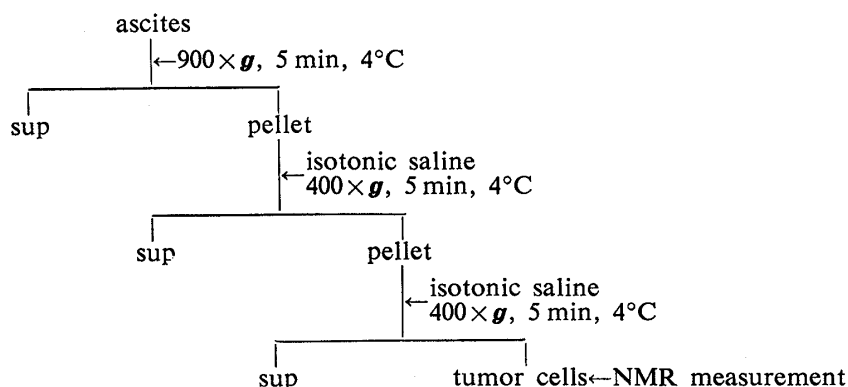 ascites
←900×g, 5 min, 4°C
sup pellet
←isotonic saline
400×g, 5 min, 4°C
sup pellet
←isotonic saline
400×g, 5 min, 4°C
sup tumor cells←NMR measurement